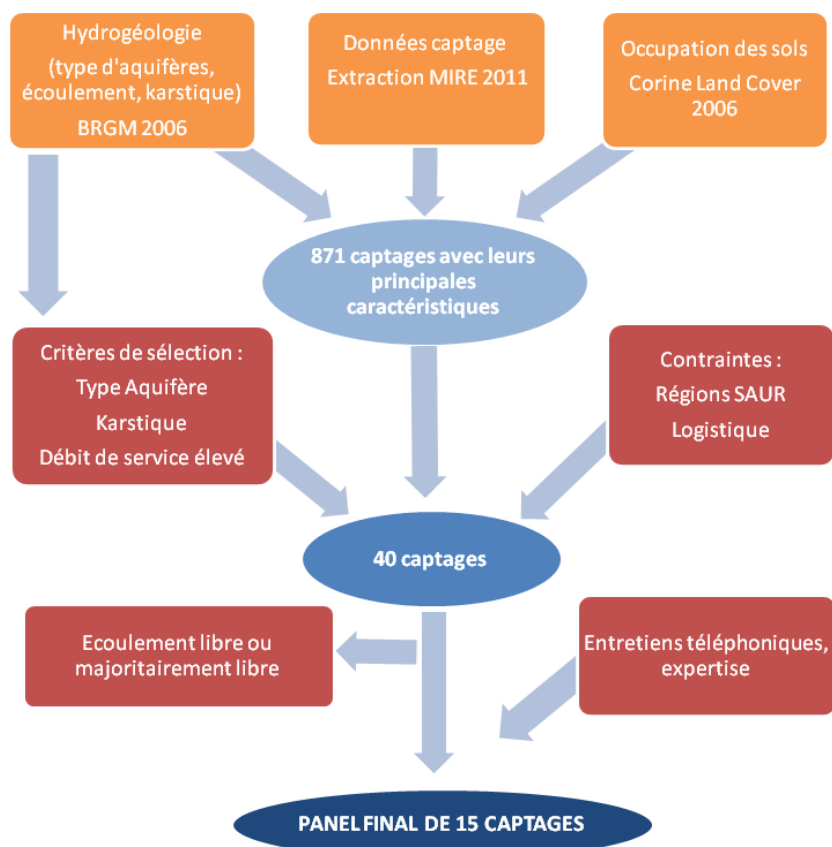 Hydrogéologie
(type d'aquifères,
écoulement, karstique)
BRGM 2006
Données captage
Extraction MIRE 2011
Occupation des sols
Corine Land Cover
2006
871 captages avec leurs
principales
caractéristiques
Critères de sélection :
Type Aquifère
Karstique
Débit de service élevé
Contraintes :
Régions SAUR
Logistique
40 captages
Ecoulement libre ou
majoritairement libre
Entretiens téléphoniques,
expertise
PANEL FINAL DE 15 CAPTAGES